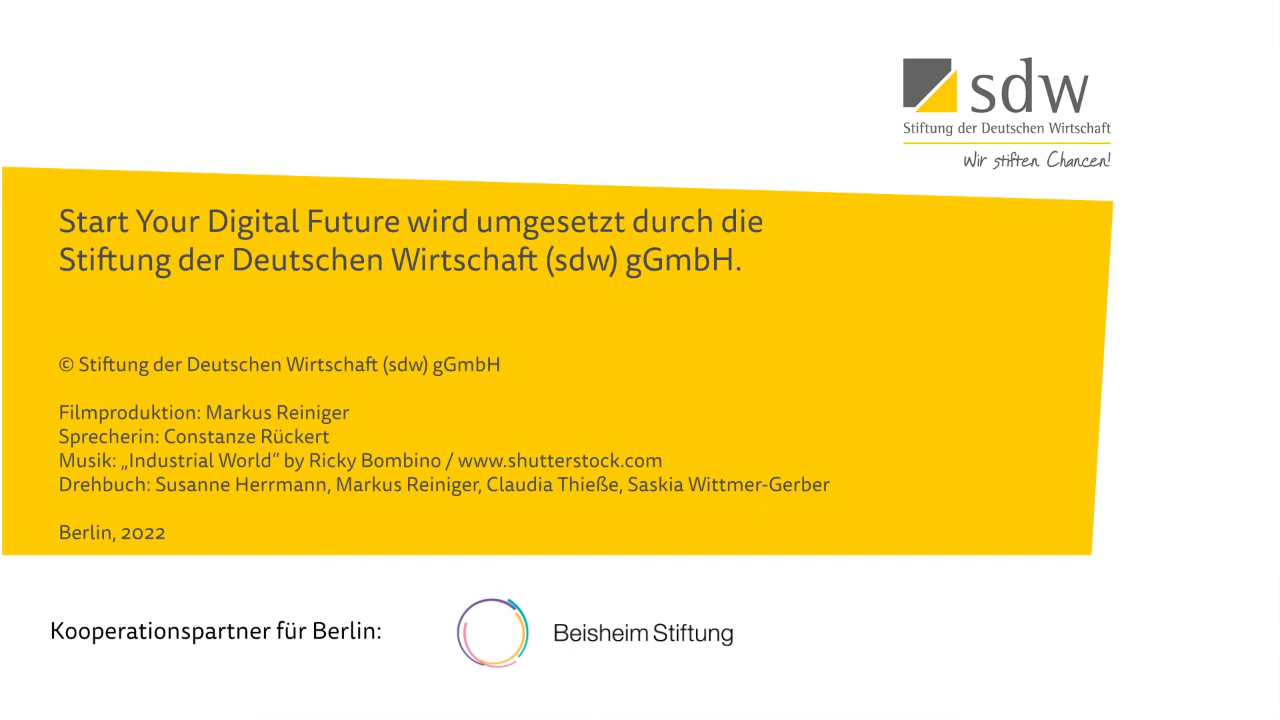 sdw
Stiftung der Deutschen Wirtschaft
Wir stiften Chancen!
Start Your Digital Future wird umgesetzt durch die
Stiftung der Deutschen Wirtschaft (sdw) gGmbH.
© Stiftung der Deutschen Wirtschaft (sdw) gGmbH
Filmproduktion: Markus Reiniger
Sprecherin: Constanze Rückert
Musik: „Industrial World“ by Ricky Bombino / www.shutterstock.com
Drehbuch: Susanne Herrmann, Markus Reiniger, Claudia Thieße, Saskia Wittmer-Gerber
Berlin, 2022
Kooperationspartner für Berlin:
Beisheim Stiftung